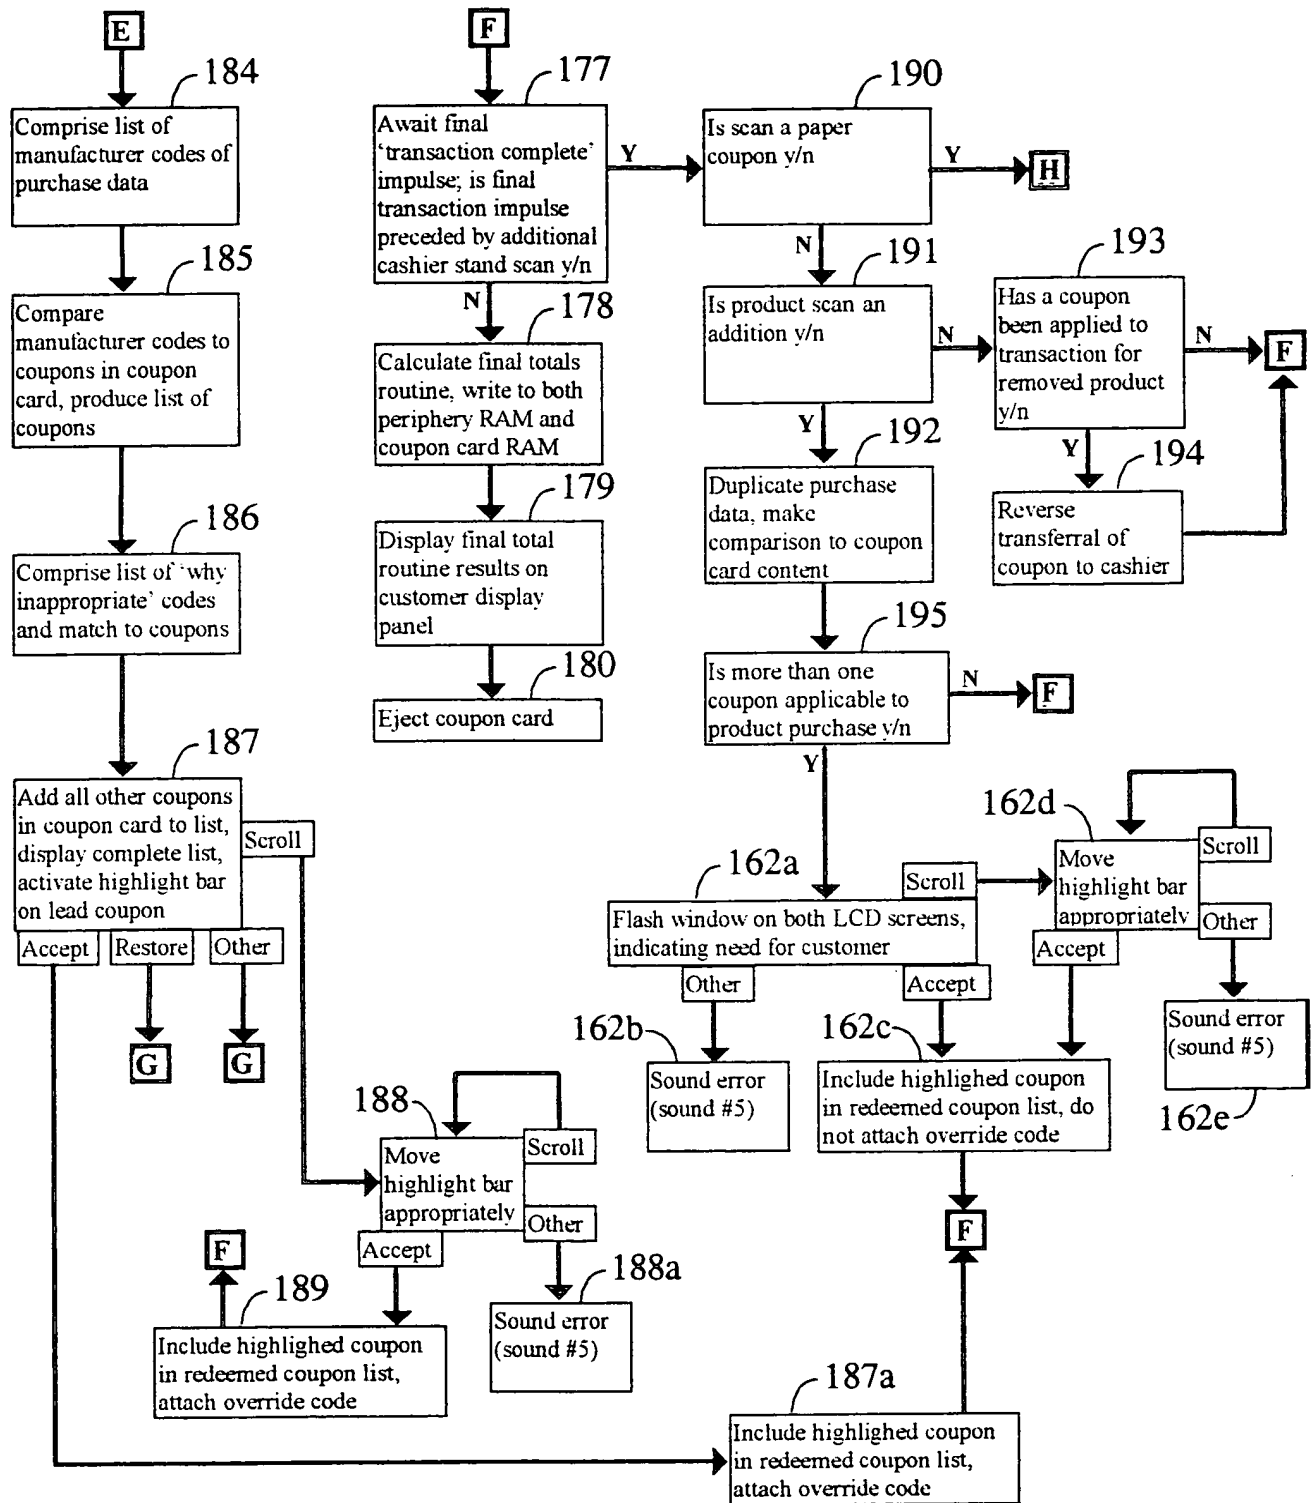 E
184
Comprise list of
manufacturer codes of
purchase data
185
Compare
manufacturer codes to
coupons in coupon
card, produce list of
coupons
186
Comprise list of 'why
inappropriate' codes
and match to coupons
187
Add all other coupons
in coupon card to list,
display complete list,
activate highlight bar
on lead coupon
Scroll
Accept
Restore
Other
G
G
188
Move
highlight bar
appropriately
Scroll
Other
Accept
188a
Sound error
(sound #5)
189
F
Include highlighed coupon
in redeemed coupon list,
attach override code
F
177
Await final
'transaction complete'
impulse; is final
transaction impulse
preceded by additional
cashier stand scan y/n
Y
N
178
Calculate final totals
routine, write to both
periphery RAM and
coupon card RAM
179
Display final total
routine results on
customer display
panel
180
Eject coupon card
190
Is scan a paper
coupon y/n
Y
H
N
191
Is product scan an
addition y/n
N
Y
193
Has a coupon
been applied to
transaction for
removed product
y/n
N
F
Y
194
Reverse
transferral of
coupon to cashier
192
Duplicate purchase
data, make
comparison to coupon
card content
195
Is more than one
coupon applicable to
product purchase y/n
N
F
Y
162a
Flash window on both LCD screens,
indicating need for customer
Scroll
Other
Accept
162b
Sound error
(sound #5)
162c
Include highlighed coupon
in redeemed coupon list, do
not attach override code
162d
Move
highlight bar
appropriately
Scroll
Other
Accept
Sound error
(sound #5)
162e
F
187a
Include highlighed coupon
in redeemed coupon list,
attach override code